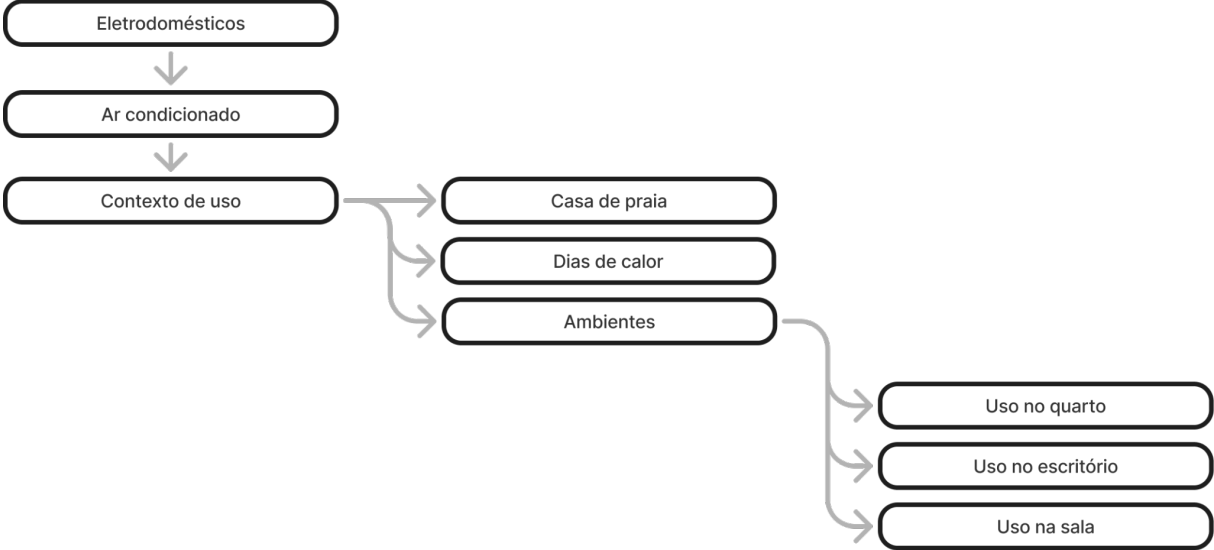 Eletrodomésticos
Ar condicionado
Contexto de uso
Casa de praia
Dias de calor
Ambientes
Uso no quarto
Uso no escritório
Uso na sala